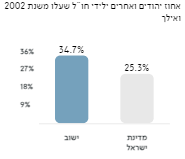 אחוז יהודים ואחרים ילידי חו״ל שעלו משנת 2002
ואילך
36%
34.7%
27%
25.3%
18%
9%
ישוב
מדינת
ישראל